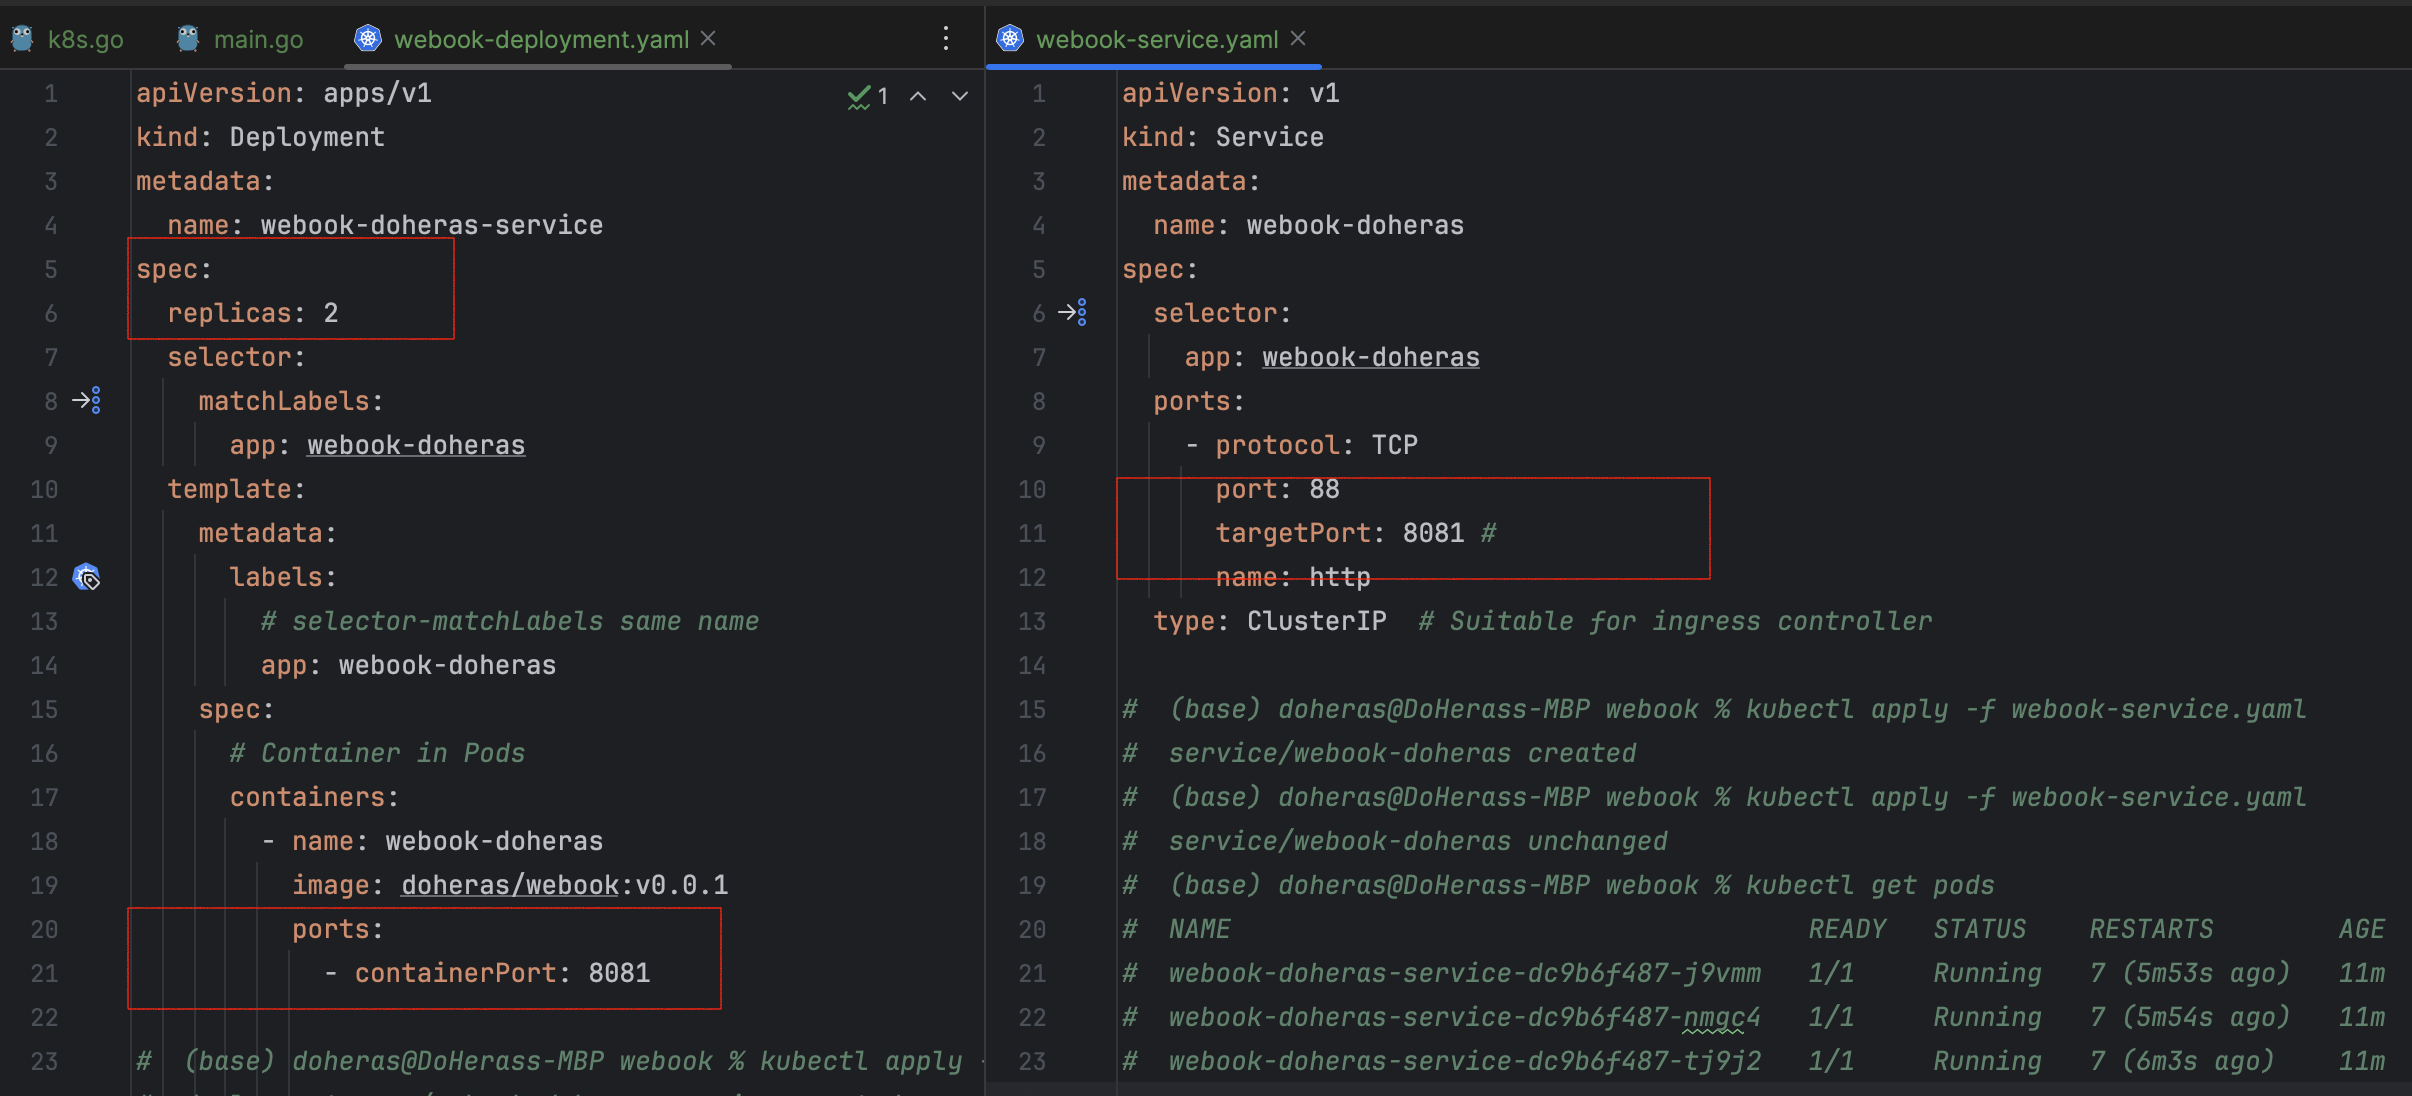 k8s.go main.go webook-deployment.yaml
1 apiVersion: apps/v1 1
2 kind: Deployment
3 metadata:
4 name: webook-doheras-service
5 spec:
6 replicas: 2
7 selector:
8 matchLabels:
9 app: webook-doheras
10 template:
11 metadata:
12 labels:
13 # selector-matchLabels same name
14 app: webook-doheras
15 spec:
16 # Container in Pods
17 containers:
18 - name: webook-doheras
19 image: doheras/webook:v0.0.1
20 ports:
21 - containerPort: 8081
22
23 # (base) doheras@DoHerass-MBP webook % kubectl apply
webook-service.yaml
1 apiVersion: v1
2 kind: Service
3 metadata:
4 name: webook-doheras
5 spec:
6 selector:
7 app: webook-doheras
8 ports:
9 - protocol: TCP
10 port: 88
11 targetPort: 8081 #
12 name: http
13 type: ClusterIP # Suitable for ingress controller
14
15 # (base) doheras@DoHerass-MBP webook % kubectl apply -f webook-service.yaml
16 # service/webook-doheras created
17 # (base) doheras@DoHerass-MBP webook % kubectl apply -f webook-service.yaml
18 # service/webook-doheras unchanged
19 # (base) doheras@DoHerass-MBP webook % kubectl get pods
20 # NAME READY STATUS RESTARTS AGE
21 # webook-doheras-service-dc9b6f487-j9vmm 1/1 Running 7 (5m53s ago) 11m
22 # webook-doheras-service-dc9b6f487-nmgc4 1/1 Running 7 (5m54s ago) 11m
23 # webook-doheras-service-dc9b6f487-tj9j2 1/1 Running 7 (6m3s ago) 11m